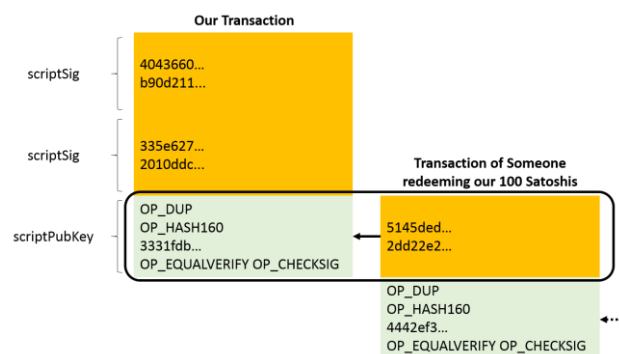 Our Transaction
scriptSig
4043660...
b90d211...
scriptSig
335e627...
2010ddc...
Transaction of Someone
redeeming our 100 Satoshis
scriptPubKey
OP_DUP
OP_HASH160
3331fdb...
OP_EQUALVERIFY OP_CHECKSIG
5145ded...
2dd22e2...
OP_DUP
OP_HASH160
4442ef3...
OP_EQUALVERIFY OP_CHECKSIG